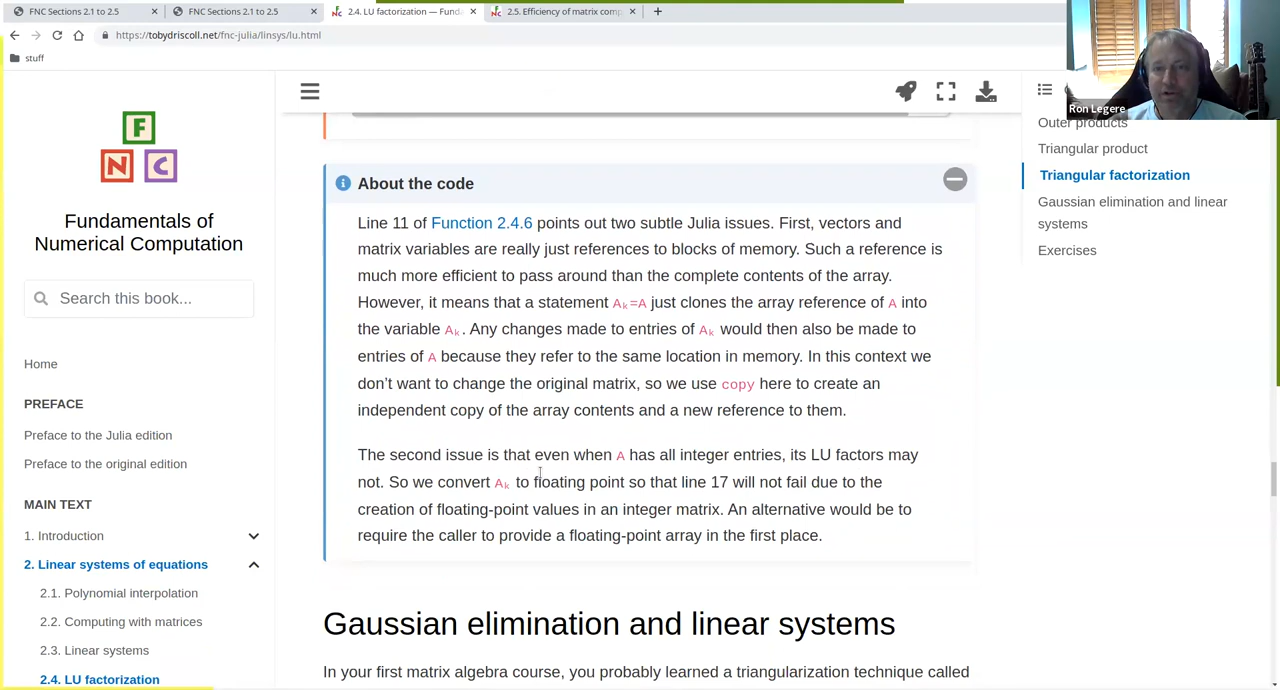 FNC Sections 2.1 to 2.5
FNC Sections 2.1 to 2.5
2.4. LU factorization — Fund
2.5. Efficiency of matrix comp
https://tobydriscoll.net/fnc-julia/linsys/lu.html
stuff
Ron Legere
F
N C
Fundamentals of
Numerical Computation
Search this book...
Home
PREFACE
Preface to the Julia edition
Preface to the original edition
MAIN TEXT
1. Introduction
2. Linear systems of equations
2.1. Polynomial interpolation
2.2. Computing with matrices
2.3. Linear systems
2.4. LU factorization
About the code
Line 11 of Function 2.4.6 points out two subtle Julia issues. First, vectors and
matrix variables are really just references to blocks of memory. Such a reference is
much more efficient to pass around than the complete contents of the array.
However, it means that a statement Aₖ=A just clones the array reference of A into
the variable Aₖ. Any changes made to entries of Aₖ would then also be made to
entries of A because they refer to the same location in memory. In this context we
don’t want to change the original matrix, so we use copy here to create an
independent copy of the array contents and a new reference to them.
The second issue is that even when A has all integer entries, its LU factors may
not. So we convert Aₖ to floating point so that line 17 will not fail due to the
creation of floating-point values in an integer matrix. An alternative would be to
require the caller to provide a floating-point array in the first place.
Gaussian elimination and linear systems
In your first matrix algebra course, you probably learned a triangularization technique called
Outer products
Triangular product
Triangular factorization
Gaussian elimination and linear
systems
Exercises